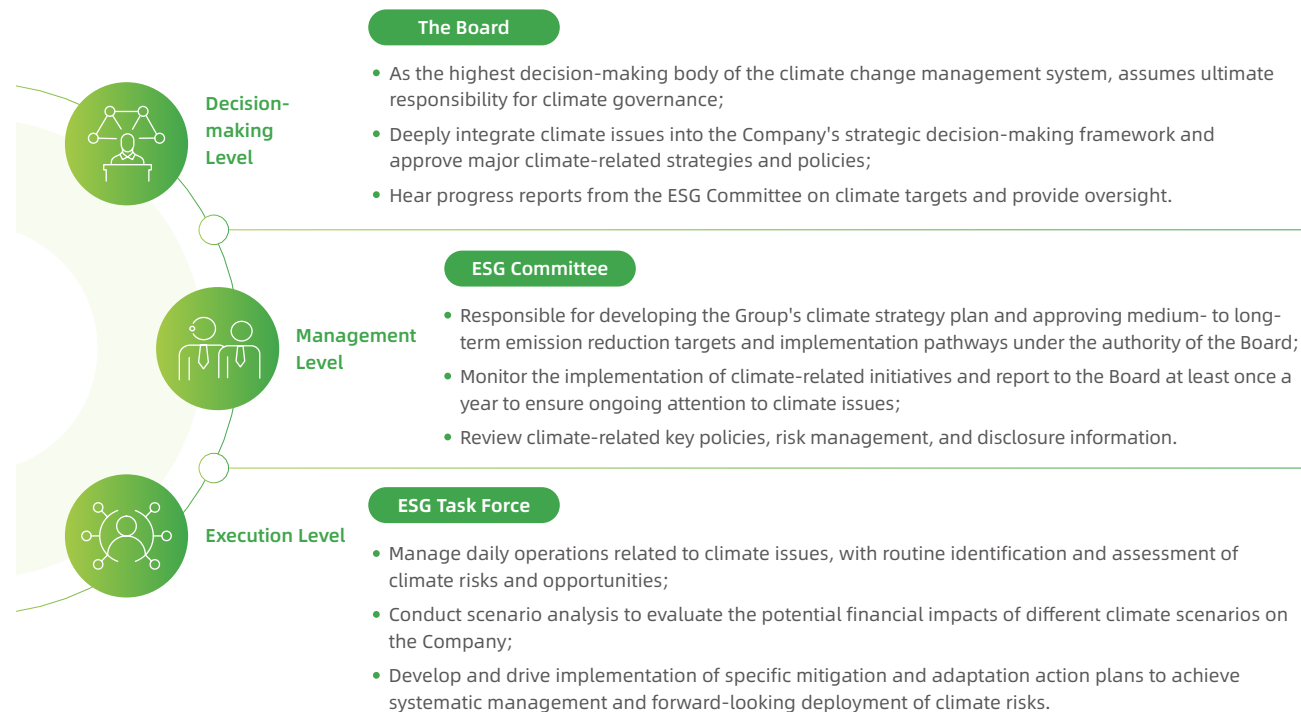 The Board
Decision-
making
Level
• As the highest decision-making body of the climate change management system, assumes ultimate
responsibility for climate governance;
• Deeply integrate climate issues into the Company's strategic decision-making framework and
approve major climate-related strategies and policies;
• Hear progress reports from the ESG Committee on climate targets and provide oversight.
ESG Committee
Management
Level
• Responsible for developing the Group's climate strategy plan and approving medium- to long-
term emission reduction targets and implementation pathways under the authority of the Board;
• Monitor the implementation of climate-related initiatives and report to the Board at least once a
year to ensure ongoing attention to climate issues;
• Review climate-related key policies, risk management, and disclosure information.
ESG Task Force
Execution Level
• Manage daily operations related to climate issues, with routine identification and assessment of
climate risks and opportunities;
• Conduct scenario analysis to evaluate the potential financial impacts of different climate scenarios on
the Company;
• Develop and drive implementation of specific mitigation and adaptation action plans to achieve
systematic management and forward-looking deployment of climate risks.